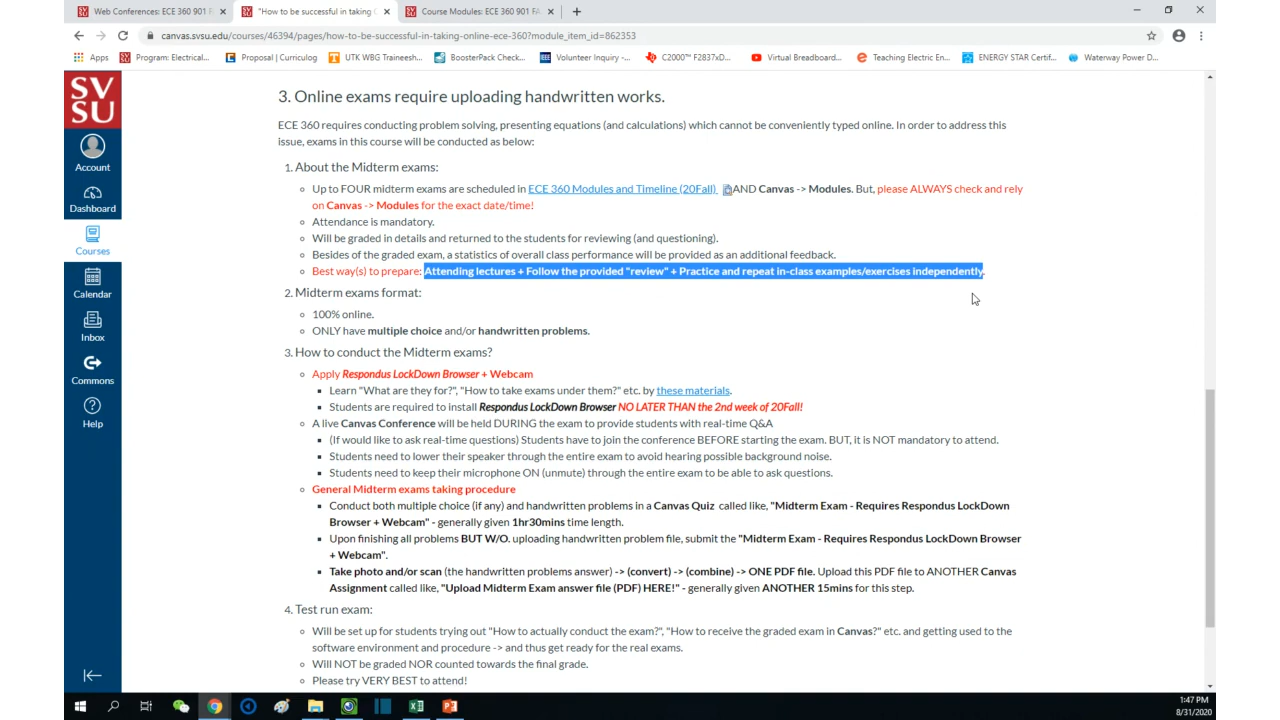 Web Conferences: ECE 360 901 F
"How to be successful in taking
Course Modules: ECE 360 901 FA
canvas.svsu.edu/courses/46394/pages/how-to-be-successful-in-taking-online-ece-360?module_item_id=862353
Apps
Program: Electrical...
Proposal | Curriculog
UTK WBG Traineesh...
BoosterPack Check...
Volunteer Inquiry -...
C2000™ F2837xD...
Virtual Breadboard...
Teaching Electric En...
ENERGY STAR Certif...
Waterway Power D...
SV
SU
Account
Dashboard
Courses
Calendar
Inbox
Commons
Help
3. Online exams require uploading handwritten works.
ECE 360 requires conducting problem solving, presenting equations (and calculations) which cannot be conveniently typed online. In order to address this
issue, exams in this course will be conducted as below:
1. About the Midterm exams:
Up to FOUR midterm exams are scheduled in ECE 360 Modules and Timeline (20Fall) AND Canvas -> Modules. But, please ALWAYS check and rely
on Canvas -> Modules for the exact date/time!
Attendance is mandatory.
Will be graded in details and returned to the students for reviewing (and questioning).
Besides of the graded exam, a statistics of overall class performance will be provided as an additional feedback.
Best way(s) to prepare: Attending lectures + Follow the provided "review" + Practice and repeat in-class examples/exercises independently.
2. Midterm exams format:
100% online.
ONLY have multiple choice and/or handwritten problems.
3. How to conduct the Midterm exams?
Apply Respondus LockDown Browser + Webcam
Learn "What are they for?", "How to take exams under them?" etc. by these materials.
Students are required to install Respondus LockDown Browser NO LATER THAN the 2nd week of 20Fall!
A live Canvas Conference will be held DURING the exam to provide students with real-time Q&A
(If would like to ask real-time questions) Students have to join the conference BEFORE starting the exam. BUT, it is NOT mandatory to attend.
Students need to lower their speaker through the entire exam to avoid hearing possible background noise.
Students need to keep their microphone ON (unmute) through the entire exam to be able to ask questions.
General Midterm exams taking procedure
Conduct both multiple choice (if any) and handwritten problems in a Canvas Quiz called like, "Midterm Exam - Requires Respondus LockDown
Browser + Webcam" - generally given 1hr30mins time length.
Upon finishing all problems BUT W/O. uploading handwritten problem file, submit the "Midterm Exam - Requires Respondus LockDown Browser
+ Webcam".
Take photo and/or scan (the handwritten problems answer) -> (convert) -> (combine) -> ONE PDF file. Upload this PDF file to ANOTHER Canvas
Assignment called like, "Upload Midterm Exam answer file (PDF) HERE!" - generally given ANOTHER 15mins for this step.
4. Test run exam:
Will be set up for students trying out "How to actually conduct the exam?", "How to receive the graded exam in Canvas?" etc. and getting used to the
software environment and procedure -> and thus get ready for the real exams.
Will NOT be graded NOR counted towards the final grade.
Please try VERY BEST to attend!
1:47 PM
8/31/2020